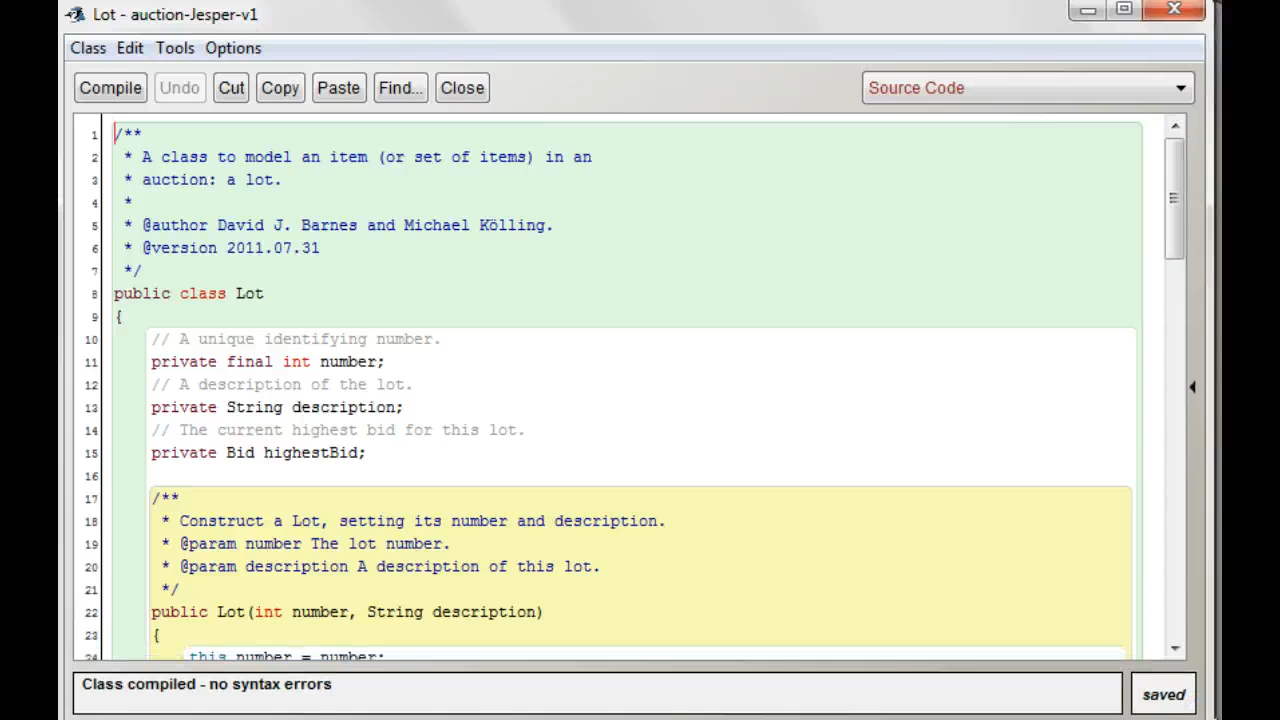 Lot - auction-Jesper-v1
Class Edit Tools Options
Compile Undo Cut Copy Paste Find... Close Source Code
1 /**
2 * A class to model an item (or set of items) in an
3 * auction: a lot.
4 *
5 * @author David J. Barnes and Michael Kölling.
6 * @version 2011.07.31
7 */
8 public class Lot
9 {
10 // A unique identifying number.
11 private final int number;
12 // A description of the lot.
13 private String description;
14 // The current highest bid for this lot.
15 private Bid highestBid;
16
17 /**
18 * Construct a Lot, setting its number and description.
19 * @param number The lot number.
20 * @param description A description of this lot.
21 */
22 public Lot(int number, String description)
23 {
24 this.number = number;
Class compiled - no syntax errors
saved